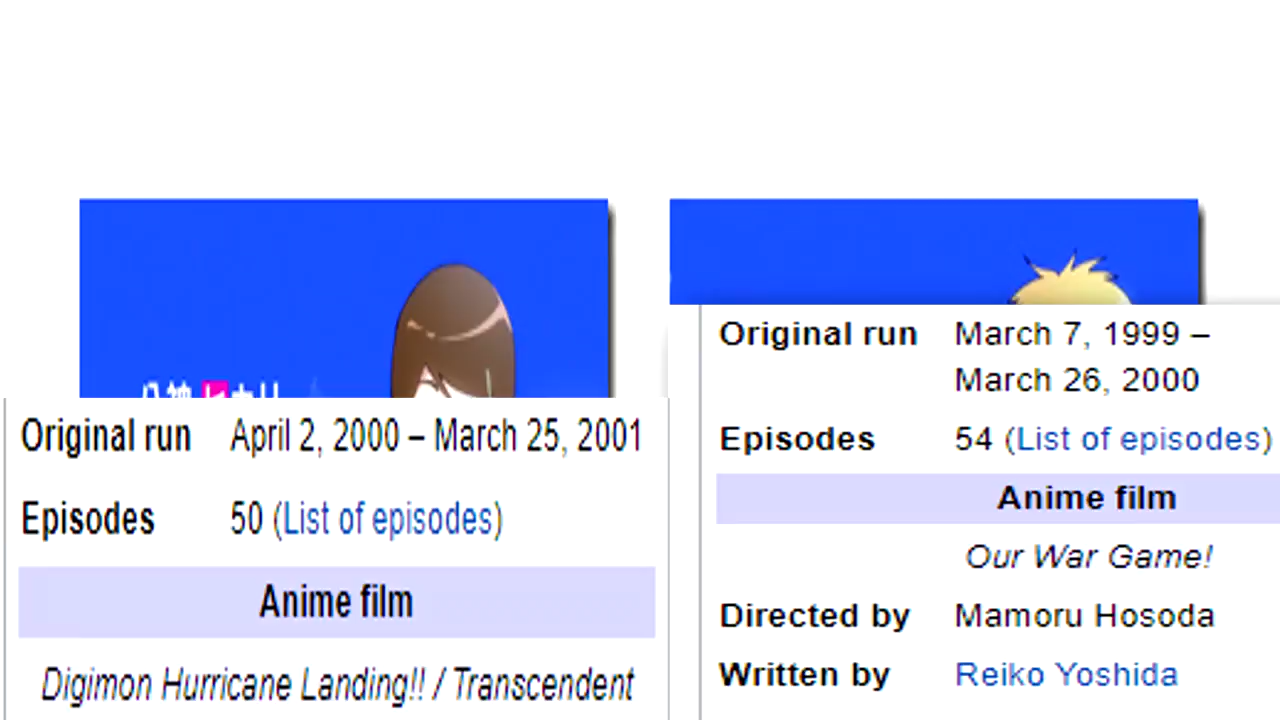 Original run April 2, 2000 – March 25, 2001
Episodes 50 (List of episodes)
Anime film
Digimon Hurricane Landing!! / Transcendent
Original run March 7, 1999 –
March 26, 2000
Episodes 54 (List of episodes)
Anime film
Our War Game!
Directed by Mamoru Hosoda
Written by Reiko Yoshida